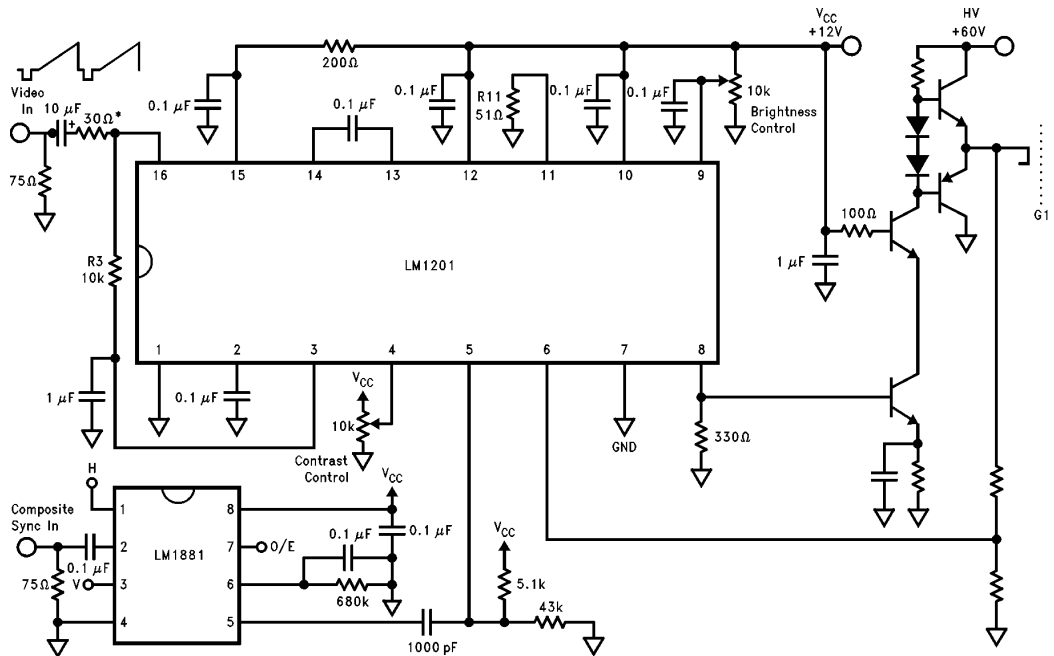 V_CC
+12V
HV
+60V
200Ω
Video
In
10 µF
+
30Ω*
0.1 µF
0.1 µF
0.1 µF
R11
51Ω
0.1 µF
0.1 µF
10k
Brightness
Control
75Ω
16 15 14 13 12 11 10 9
G1
100Ω
1 µF
R3
10k
LM1201
1 2 3 4 5 6 7 8
1 µF
0.1 µF
V_CC
10k
Contrast
Control
GND
330Ω
H
V_CC
Composite
Sync In
1 8
0.1 µF
0.1 µF
V_CC
LM1881
2 7
O/E
0.1 µF
75Ω
V
3 6
680k
5.1k
43k
4 5
1000 pF